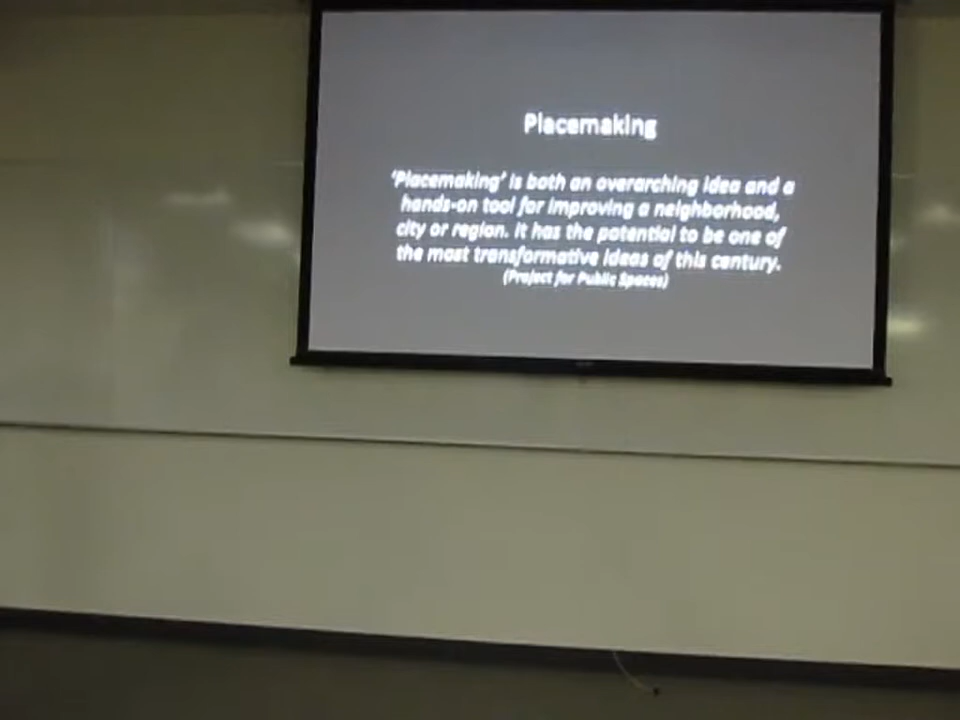 Placemaking
'Placemaking' is both an overarching idea and a
hands-on tool for improving a neighborhood,
city or region. It has the potential to be one of
the most transformative ideas of this century.
(Project for Public Spaces)